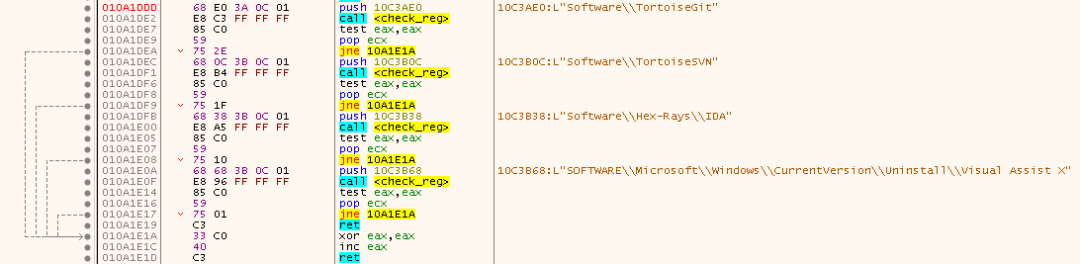 010A1DDD 68 E0 3A 0C 01 push 10C3AE0 10C3AE0:L"Software\\TortoiseGit"
010A1DE2 E8 C3 FF FF FF call <check_reg>
010A1DE7 85 C0 test eax,eax
010A1DE9 59 pop ecx
010A1DEA 75 2E jne 10A1E1A
010A1DEC 68 0C 3B 0C 01 push 10C3B0C 10C3B0C:L"Software\\TortoiseSVN"
010A1DF1 E8 B4 FF FF FF call <check_reg>
010A1DF6 85 C0 test eax,eax
010A1DF8 59 pop ecx
010A1DF9 75 1F jne 10A1E1A
010A1DFB 68 38 3B 0C 01 push 10C3B38 10C3B38:L"Software\\Hex-Rays\\IDA"
010A1E00 E8 A5 FF FF FF call <check_reg>
010A1E05 85 C0 test eax,eax
010A1E07 59 pop ecx
010A1E08 75 10 jne 10A1E1A
010A1E0A 68 68 3B 0C 01 push 10C3B68 10C3B68:L"SOFTWARE\\Microsoft\\Windows\\CurrentVersion\\Uninstall\\Visual Assist X"
010A1E0F E8 96 FF FF FF call <check_reg>
010A1E14 85 C0 test eax,eax
010A1E16 59 pop ecx
010A1E17 75 01 jne 10A1E1A
010A1E19 C3 ret
010A1E1A 33 C0 xor eax,eax
010A1E1C 40 inc eax
010A1E1D C3 ret